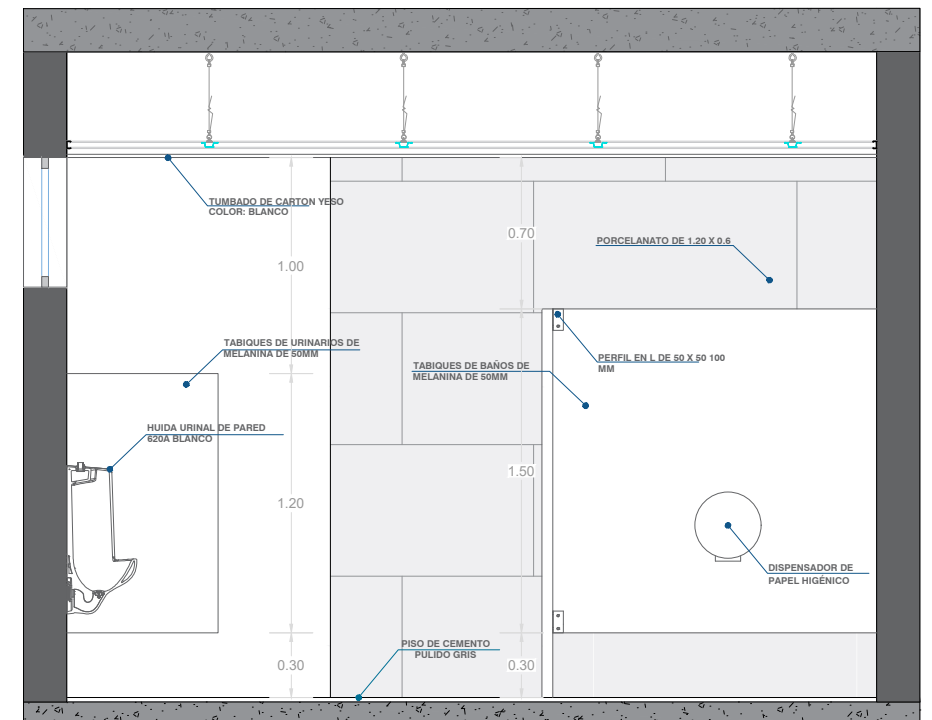 TUMBADO DE CARTON YESO
COLOR: BLANCO
0.70
PORCELANATO DE 1.20 X 0.6
1.00
TABIQUES DE URINARIOS DE
MELANINA DE 50MM
PERFIL EN L DE 50 X 50 100
MM
TABIQUES DE BAÑOS DE
MELANINA DE 50MM
HUIDA URINAL DE PARED
620A BLANCO
1.50
1.20
DISPENSADOR DE
PAPEL HIGÉNICO
PISO DE CEMENTO
PULIDO GRIS
0.30
0.30